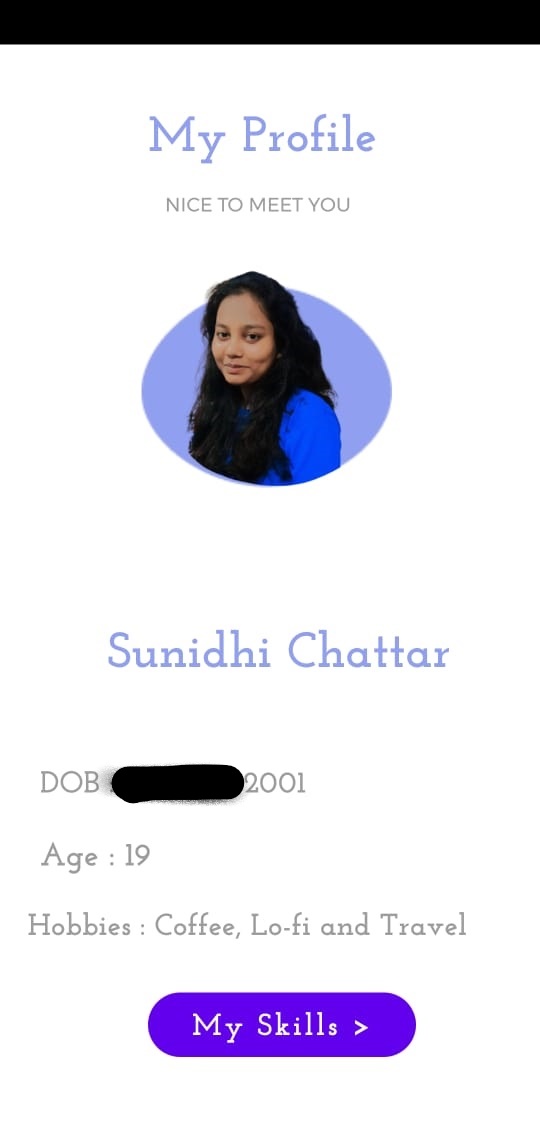 My Profile
NICE TO MEET YOU
Sunidhi Chattar
DOB 2001
Age : 19
Hobbies : Coffee, Lo-fi and Travel
My Skills >